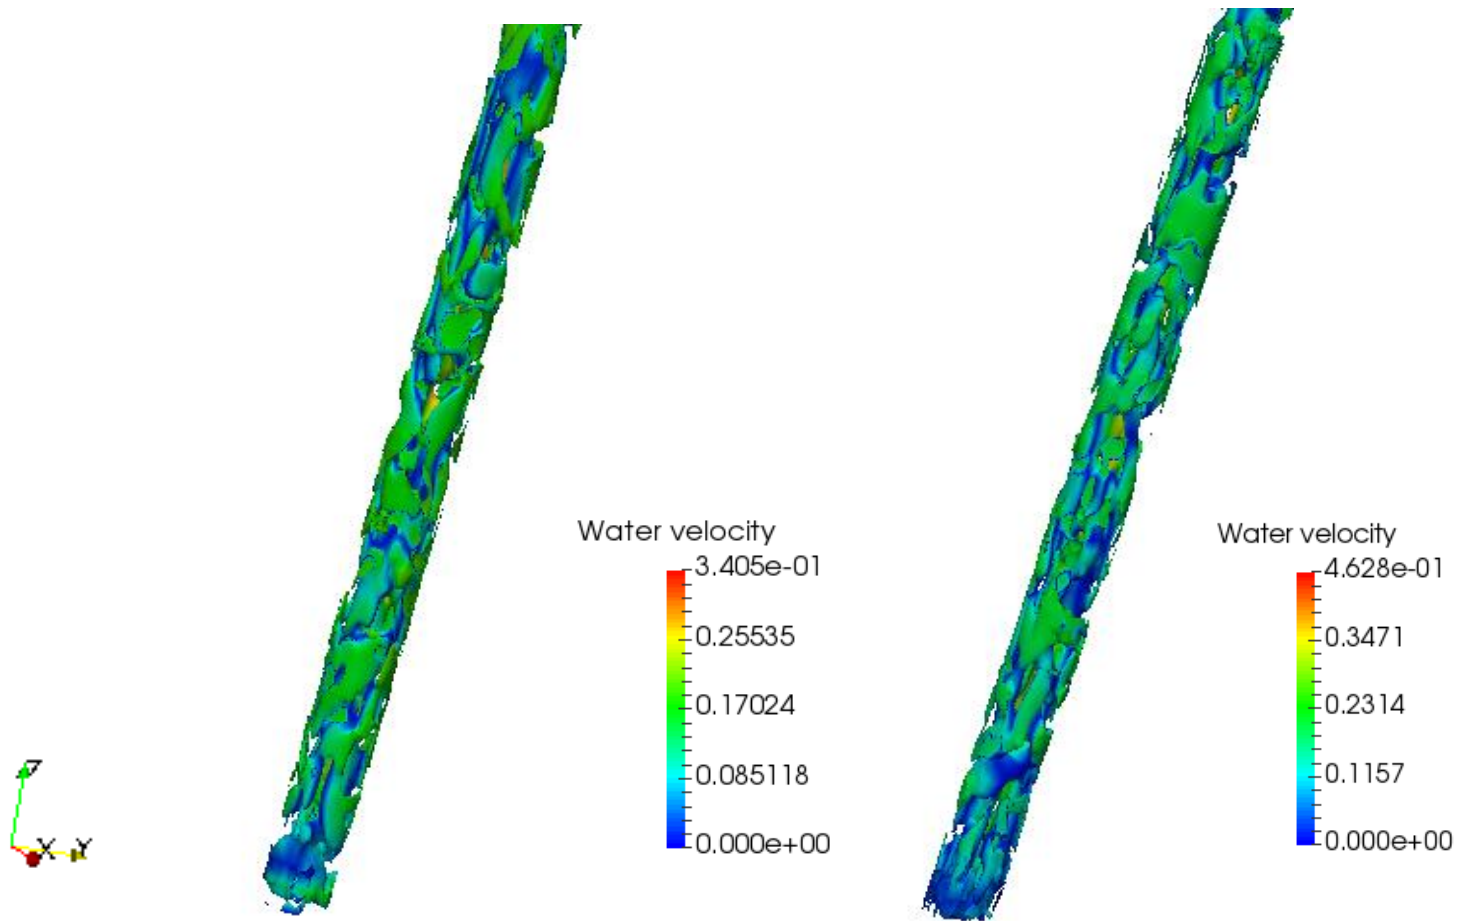 Water velocity
3.405e-01
0.25535
0.17024
0.085118
0.000e+00
Water velocity
4.628e-01
0.3471
0.2314
0.1157
0.000e+00
Z
X
Y